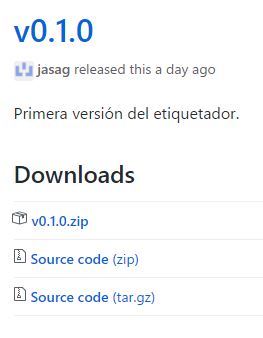 v0.1.0
jasag released this a day ago
Primera versión del etiquetador.
Downloads
v0.1.0.zip
Source code (zip)
Source code (tar.gz)